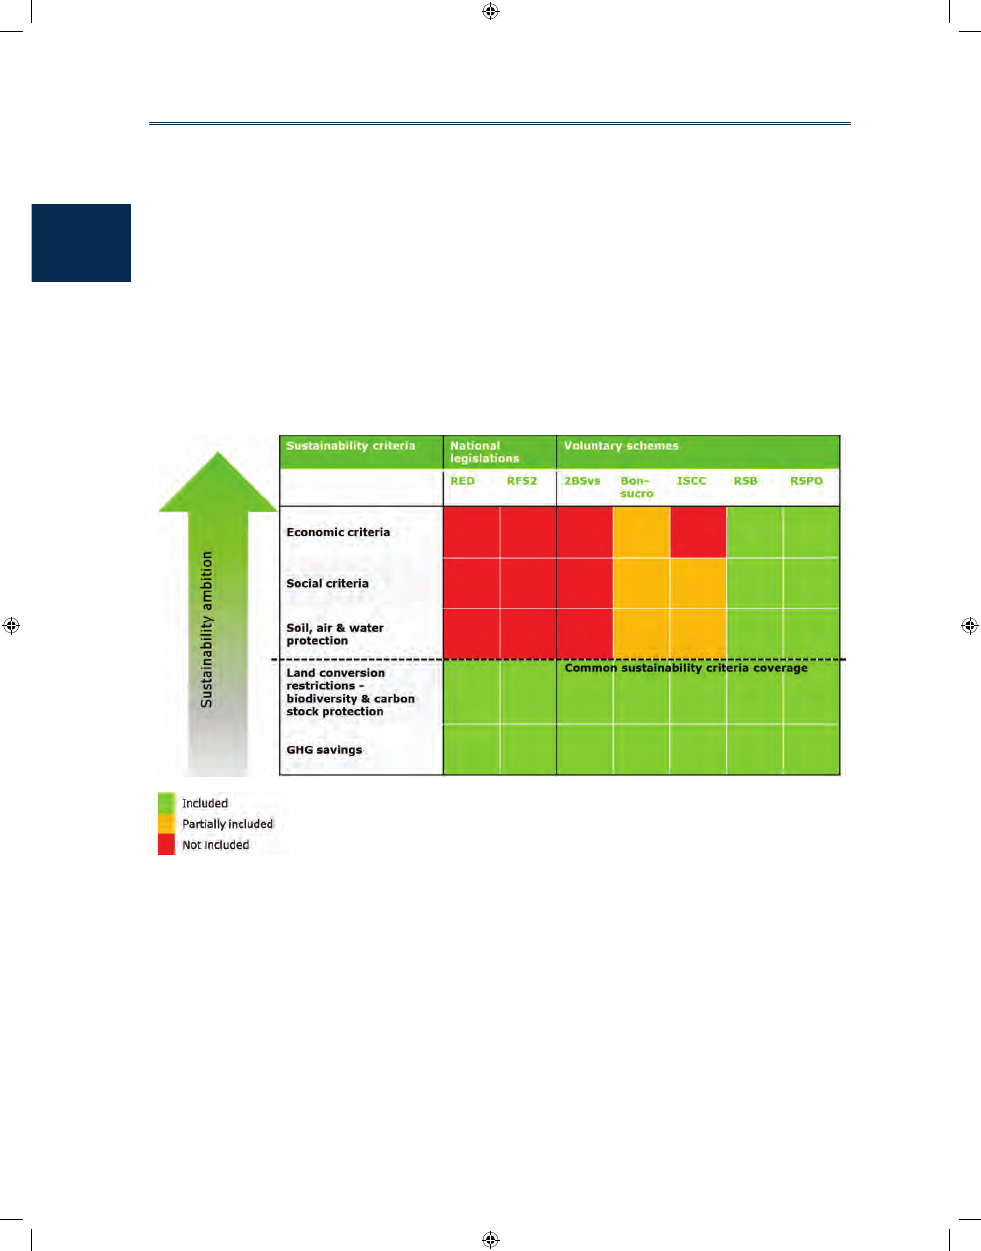 Sustainability criteria
National
legislations
Voluntary schemes
RED
RFS2
2BSvs
Bon-
sucro
ISCC
RSB
RSPO
Sustainability ambition
Economic criteria
Social criteria
Soil, air & water
protection
Common sustainability criteria coverage
Land conversion
restrictions -
biodiversity & carbon
stock protection
GHG savings
Included
Partially included
Not Included